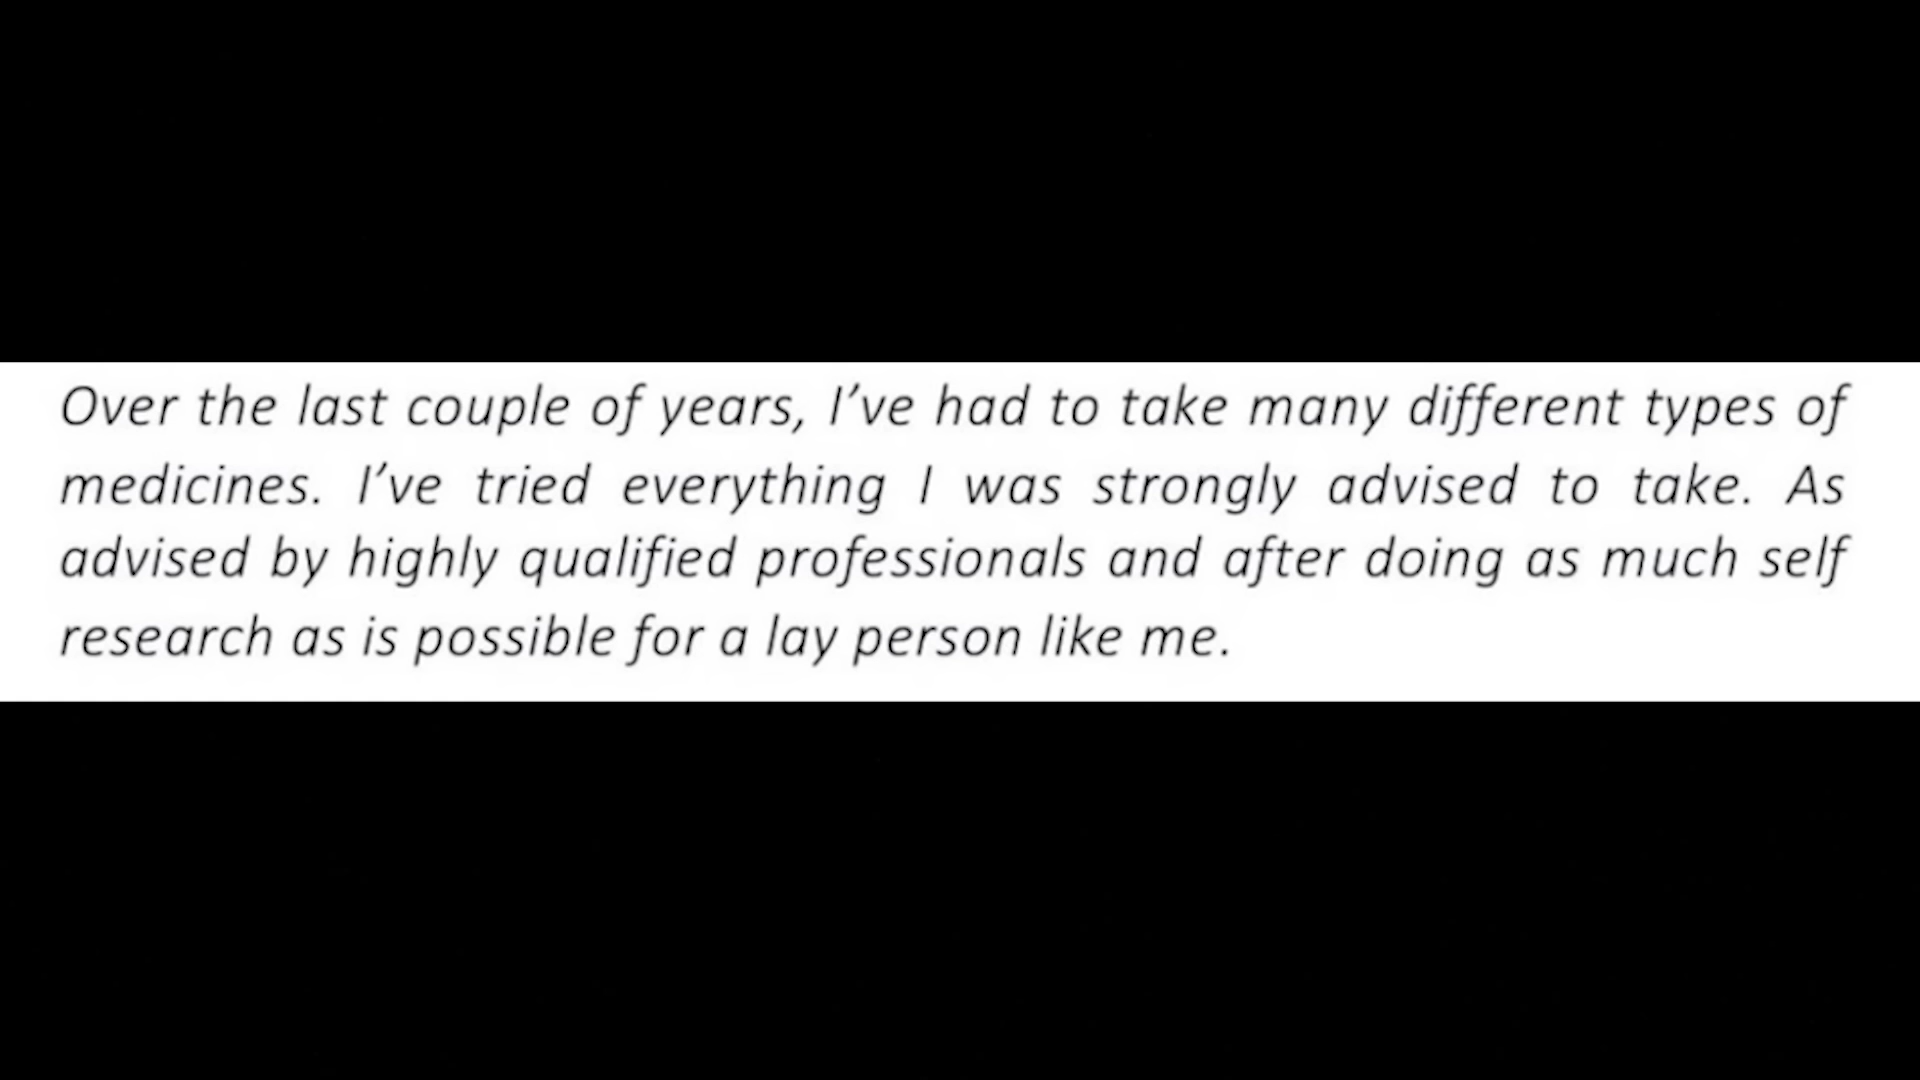 Over the last couple of years, I’ve had to take many different types of
medicines. I’ve tried everything I was strongly advised to take. As
advised by highly qualified professionals and after doing as much self
research as is possible for a lay person like me.